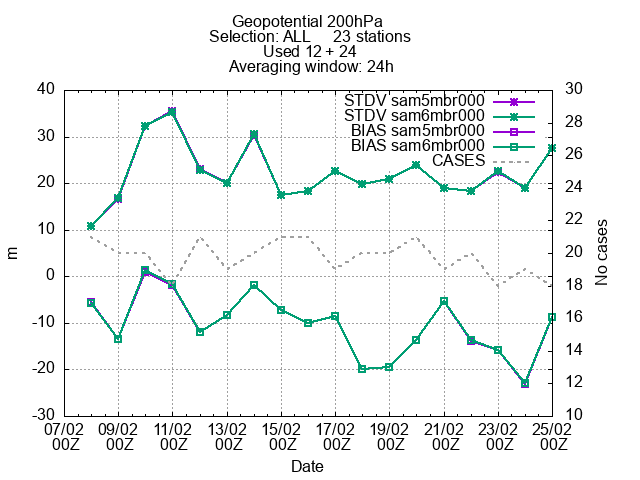 Geopotential 200hPa
Selection: ALL     23 stations
Used 12 + 24
Averaging window: 24h
STDV sam5mbr000
STDV sam6mbr000
BIAS sam5mbr000
BIAS sam6mbr000
CASES
40
30
20
10
0
-10
-20
-30
m
30
28
26
24
22
20
18
16
14
12
10
No cases
07/02 09/02 11/02 13/02 15/02 17/02 19/02 21/02 23/02 25/02
00Z 00Z 00Z 00Z 00Z 00Z 00Z 00Z 00Z 00Z
Date